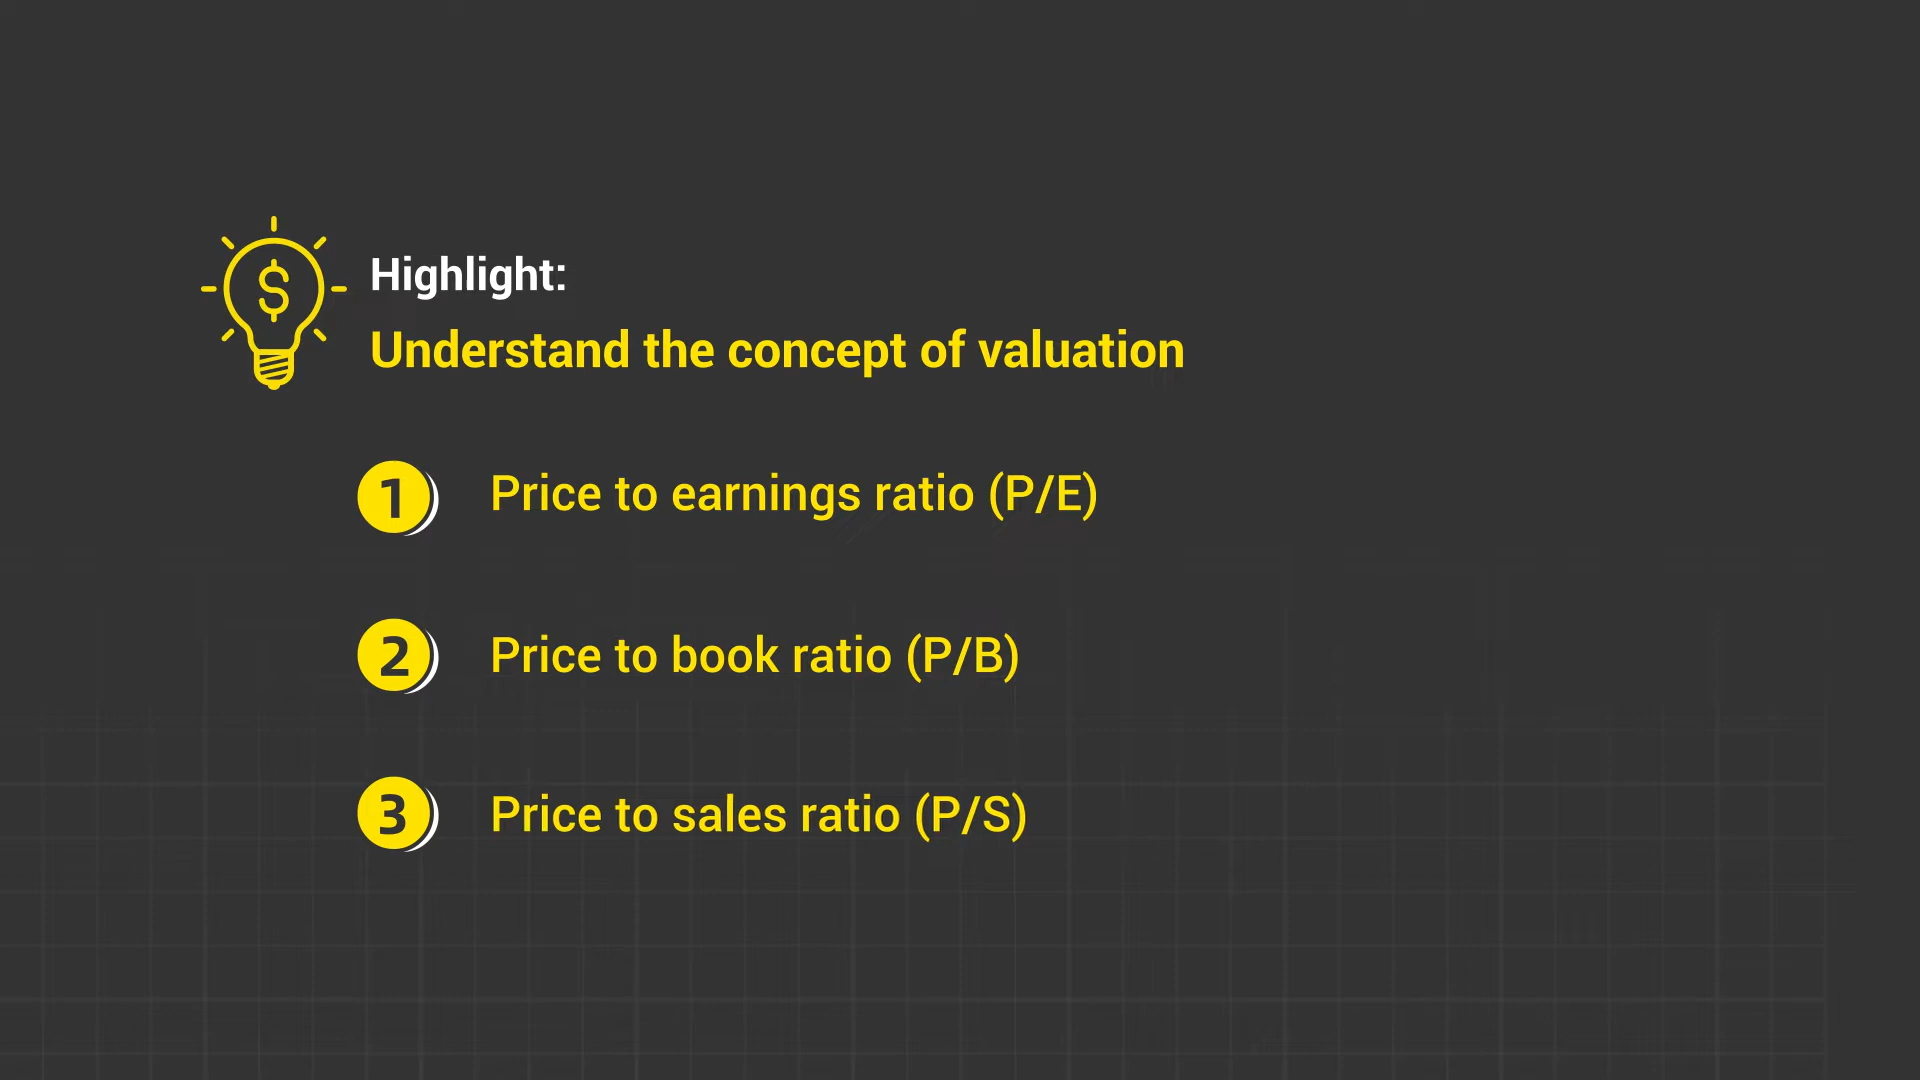 Highlight:
Understand the concept of valuation
1 Price to earnings ratio (P/E)
2 Price to book ratio (P/B)
3 Price to sales ratio (P/S)